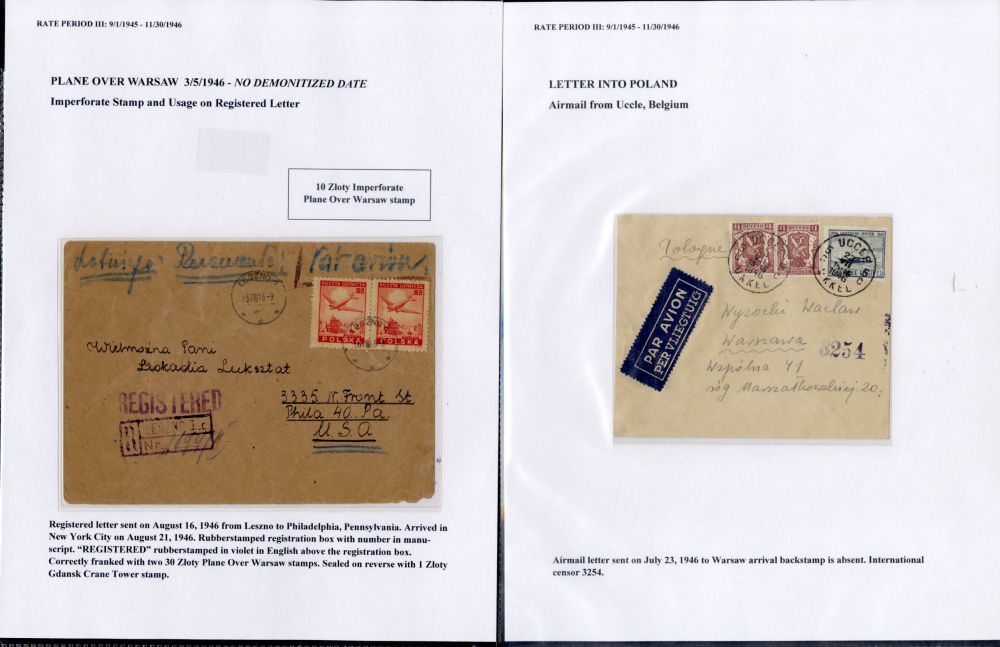 RATE PERIOD III: 9/1/1945 - 11/30/1946
PLANE OVER WARSAW 3/5/1946 - NO DEMONITIZED DATE
Imperforate Stamp and Usage on Registered Letter
10 Zloty Imperforate
Plane Over Warsaw stamp
Par avion
LESZNO
POCZTA LOTNICZA
POCZTA LOTNICZA
POLSKA
POLSKA
Wielmożna Pani
Leokadia Luksztat
3335 N. Front St
Phila 40. Pa.
U.S.A
REGISTERED
R
LESZNO 1.c
Nr.
Registered letter sent on August 16, 1946 from Leszno to Philadelphia, Pennsylvania. Arrived in
New York City on August 21, 1946. Rubberstamped registration box with number in manu-
script. “REGISTERED” rubberstamped in violet in English above the registration box.
Correctly franked with two 30 Zloty Plane Over Warsaw stamps. Sealed on reverse with 1 Zloty
Gdansk Crane Tower stamp.
RATE PERIOD III: 9/1/1945 - 11/30/1946
LETTER INTO POLAND
Airmail from Uccle, Belgium
Pologne
UCCLE
UKKEL
PAR AVION
PER VLIEGTUIG
Wysocki Wacław
Warszawa
3254
Wspólna 41
róg Marszałkowskiej 20.
Airmail letter sent on July 23, 1946 to Warsaw arrival backstamp is absent. International
censor 3254.